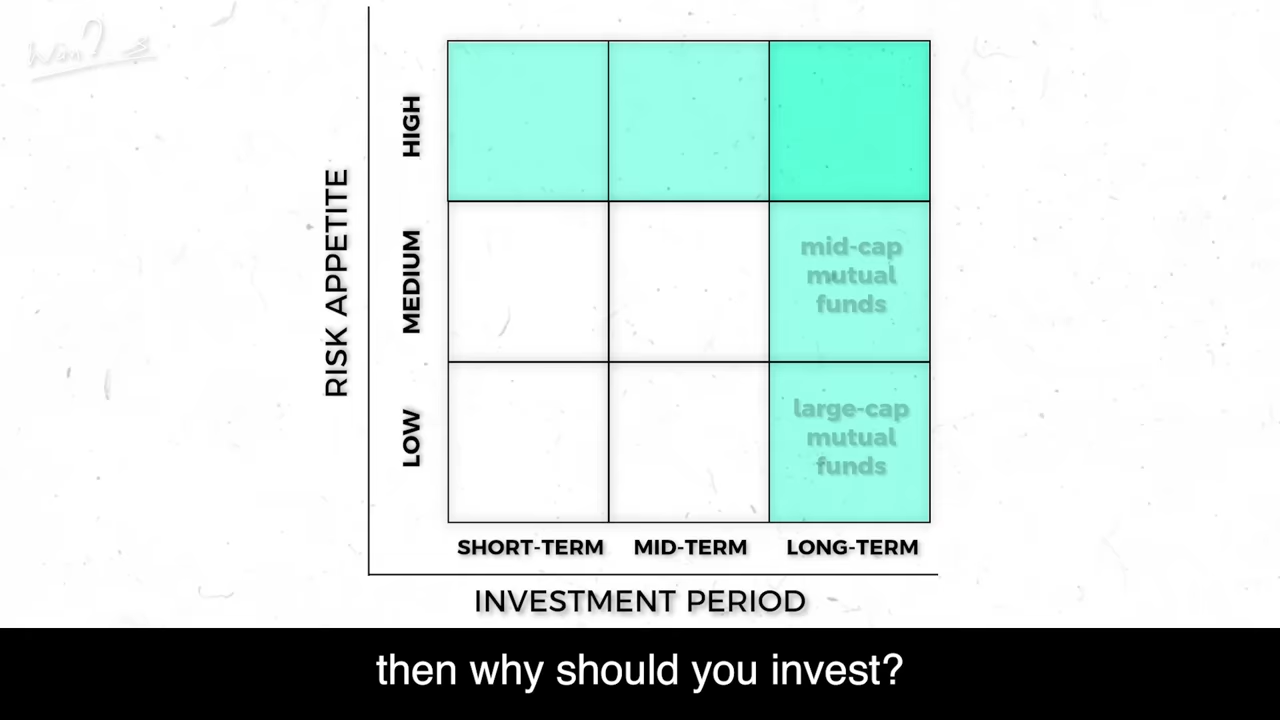 HIGH
MEDIUM
LOW
RISK APPETITE
mid-cap
mutual
funds
large-cap
mutual
funds
SHORT-TERM MID-TERM LONG-TERM
INVESTMENT PERIOD
then why should you invest?